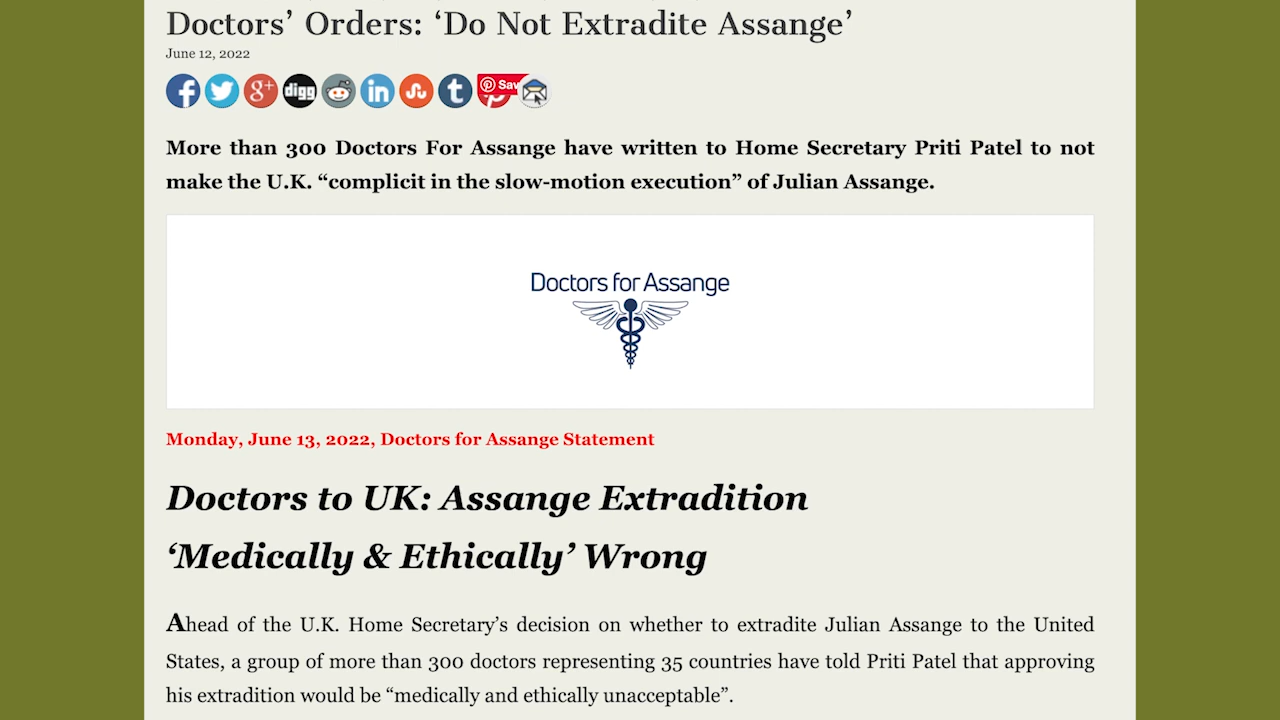 Doctors’ Orders: ‘Do Not Extradite Assange’
June 12, 2022
f g+ digg in t Sav
More than 300 Doctors For Assange have written to Home Secretary Priti Patel to not
make the U.K. “complicit in the slow-motion execution” of Julian Assange.
Doctors for Assange
Monday, June 13, 2022, Doctors for Assange Statement
Doctors to UK: Assange Extradition
‘Medically & Ethically’ Wrong
Ahead of the U.K. Home Secretary’s decision on whether to extradite Julian Assange to the United
States, a group of more than 300 doctors representing 35 countries have told Priti Patel that approving
his extradition would be “medically and ethically unacceptable”.